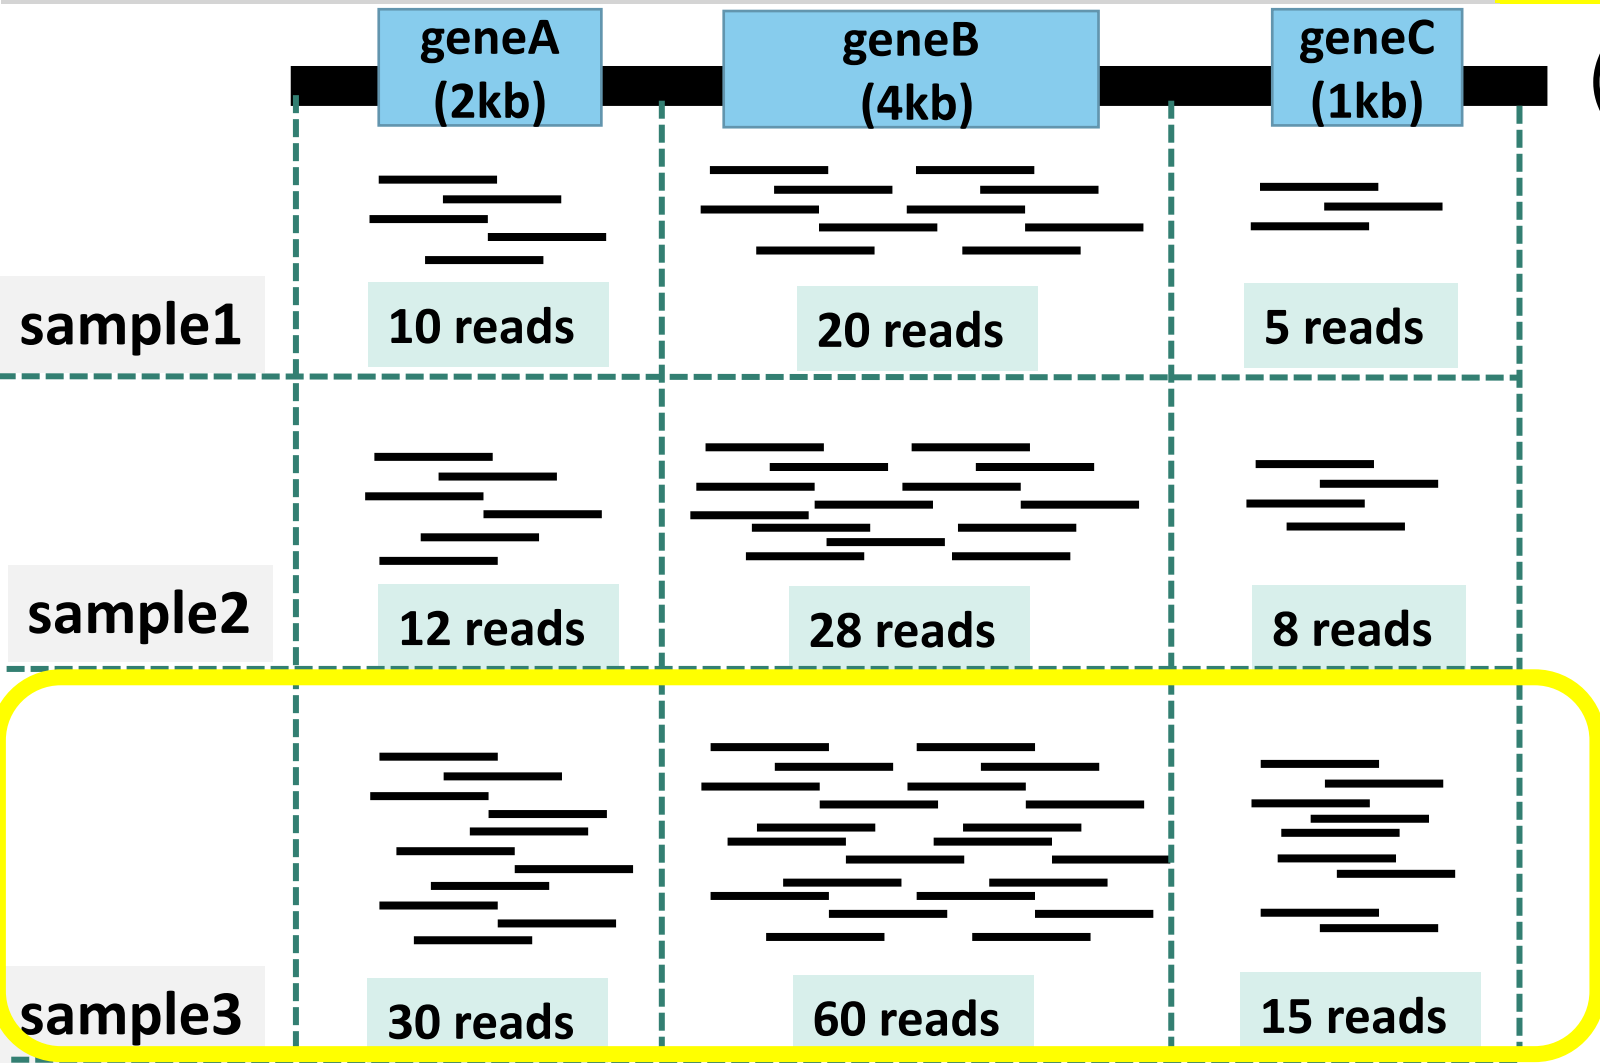 geneA
(2kb)
geneB
(4kb)
geneC
(1kb)
(
sample1
10 reads
20 reads
5 reads
sample2
12 reads
28 reads
8 reads
sample3
30 reads
60 reads
15 reads